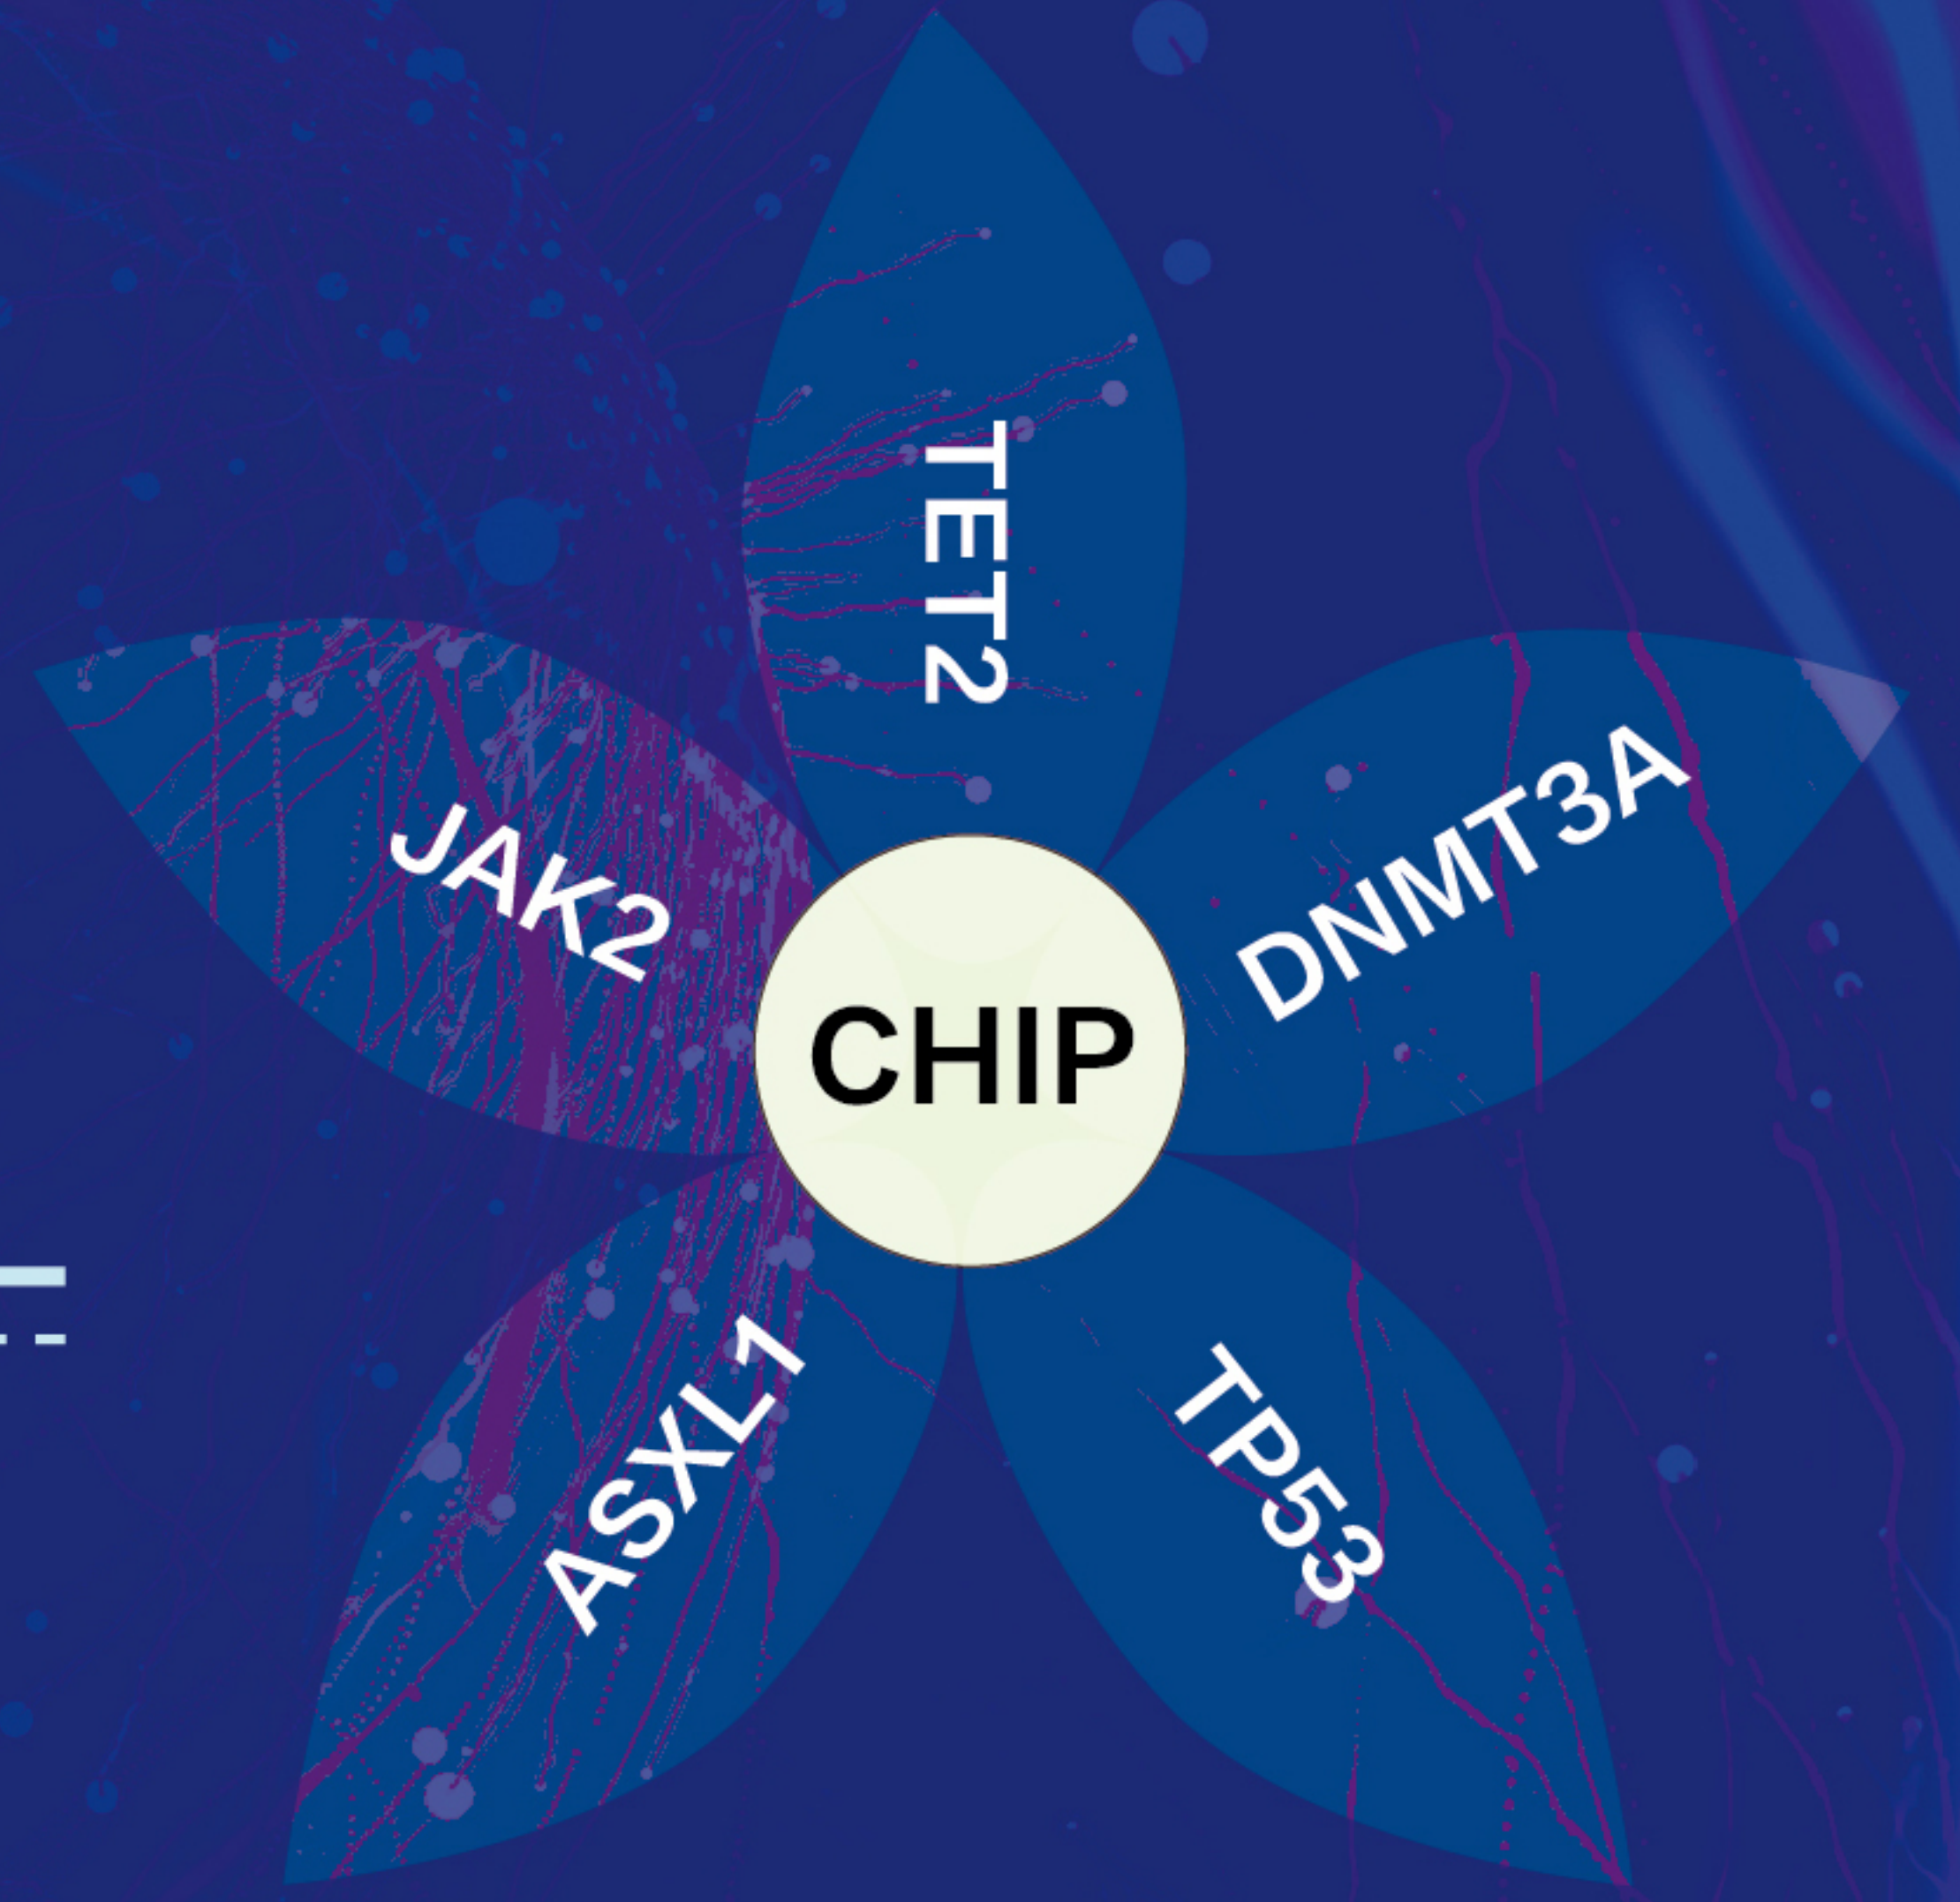 TET2
DNMT3A
JAK2
CHIP
ASXL1
TP53